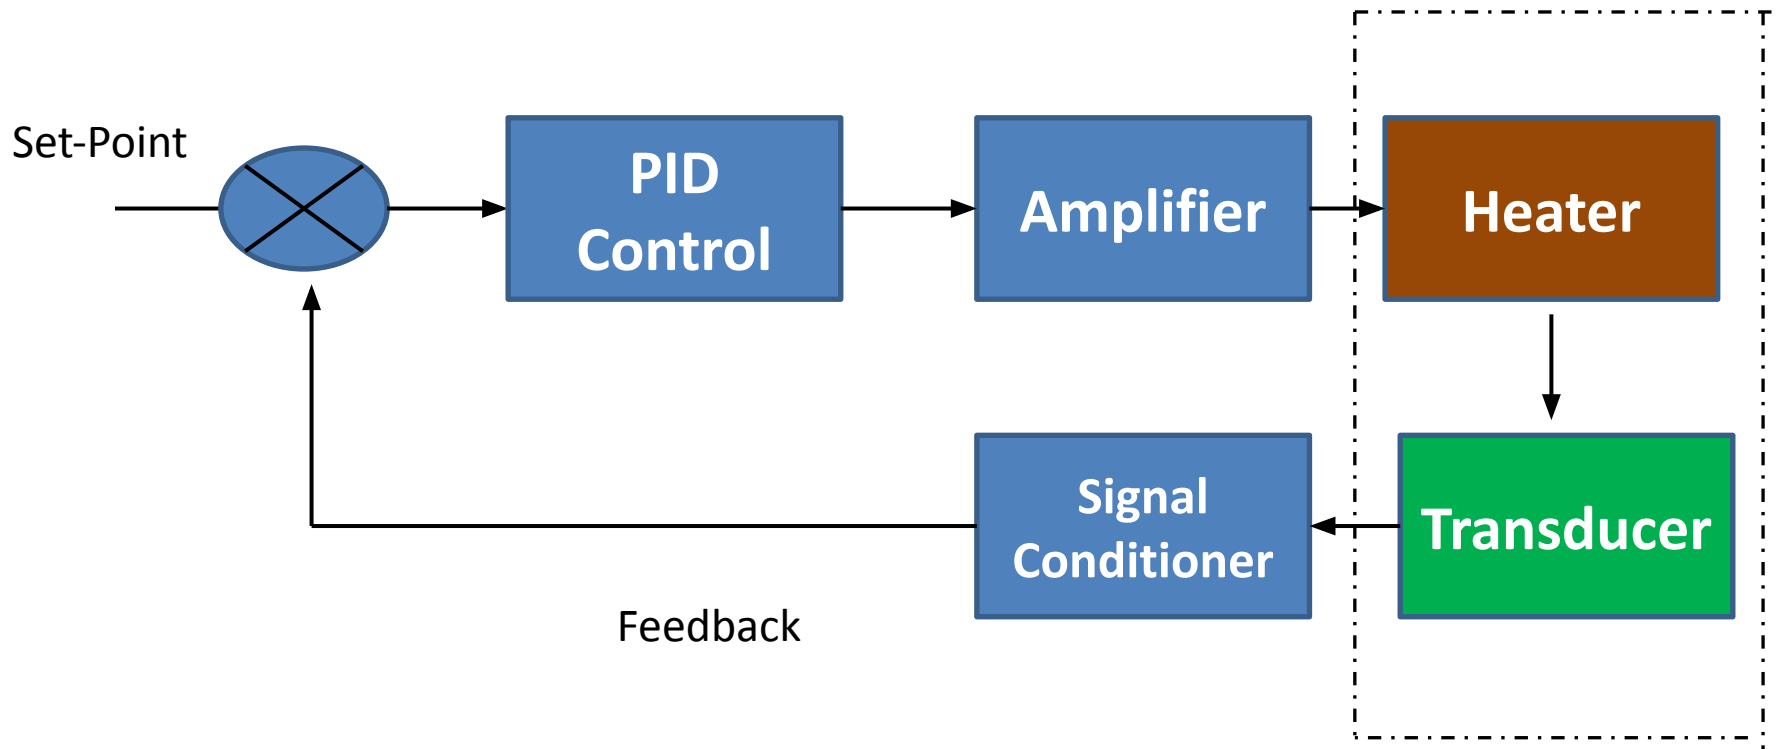 Set-Point
PID
Control
Amplifier
Heater
Signal
Conditioner
Transducer
Feedback